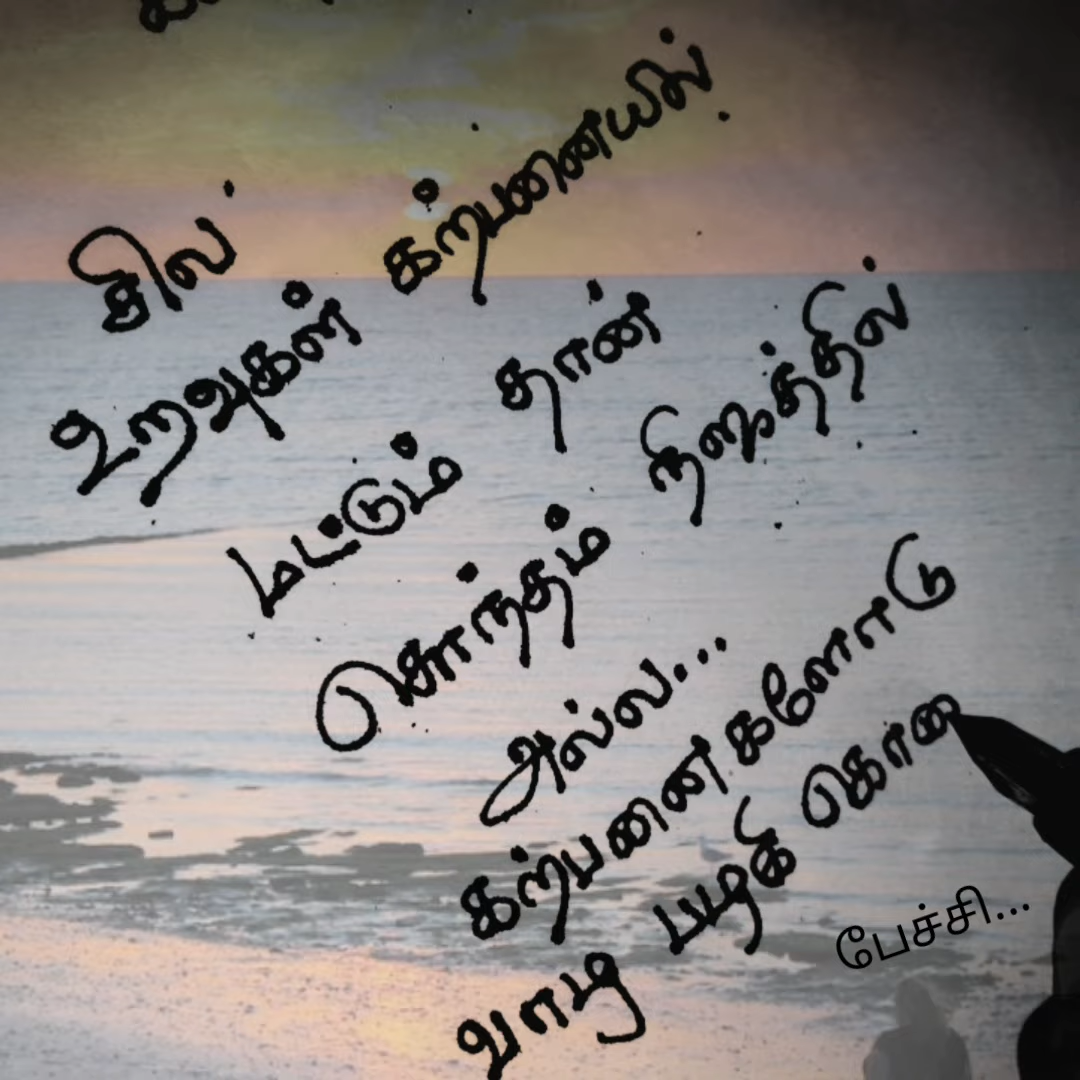 சில
உறவுகள் கற்பனையில்
மட்டும் தான்
சொந்தம் நிஜத்தில்
அல்ல...
கற்பனைகளோடு
வாழ பழகி
பேச்சி...